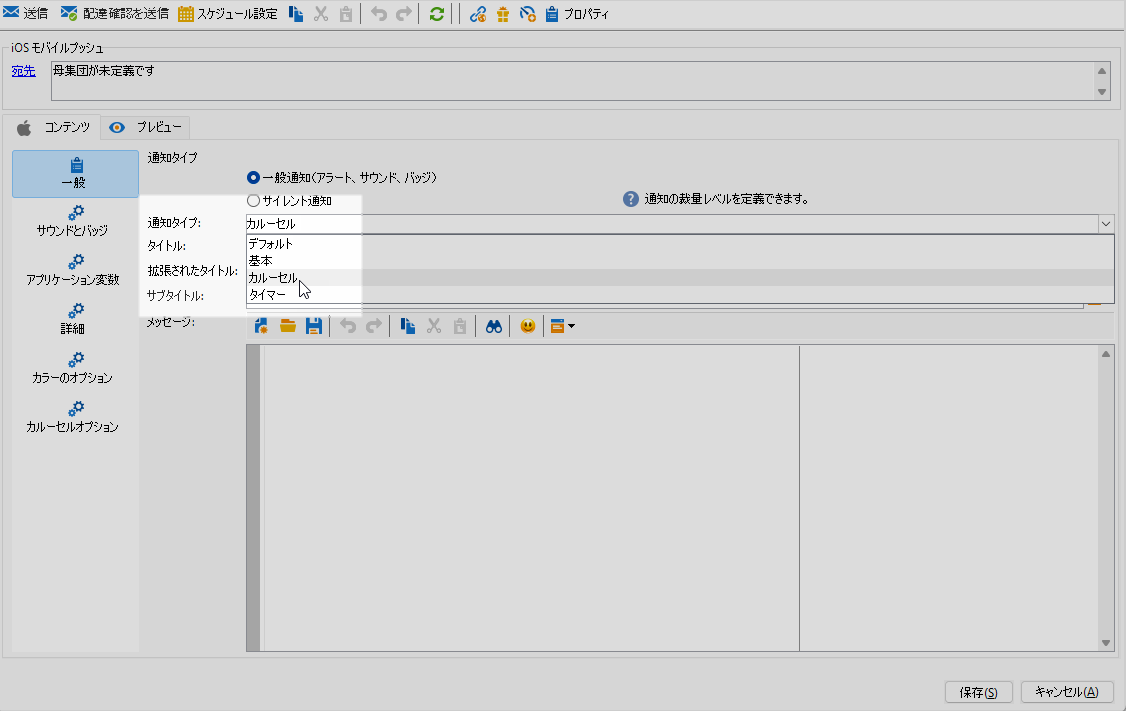 送信 配達確認を送信 スケジュール設定 プロパティ
iOS モバイルプッシュ
宛先 母集団が未定義です
コンテンツ プレビュー
一般
サウンドとバッジ
アプリケーション変数
詳細
カラーのオプション
カルーセルオプション
通知タイプ
一般通知(アラート、サウンド、バッジ)
サイレント通知
通知の裁量レベルを定義できます。
通知タイプ: カルーセル
デフォルト
基本
カルーセル
タイマー
タイトル:
拡張されたタイトル:
サブタイトル:
メッセージ:
保存(S) キャンセル(A)